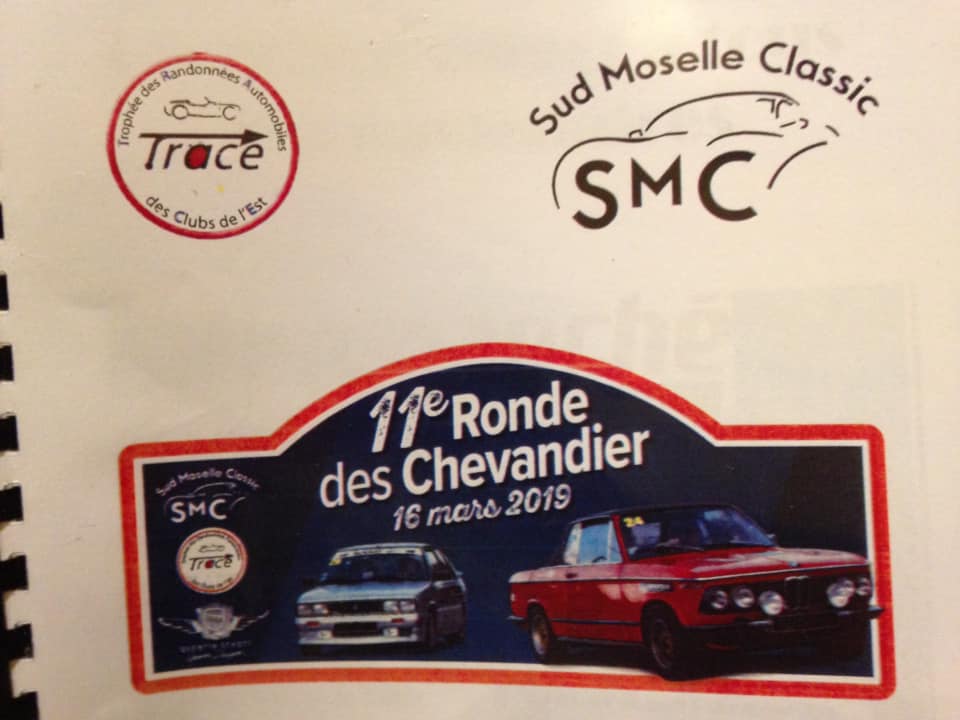 Trophée des Randonnées Automobiles
Trace
des Clubs de l'Est
Sud Moselle Classic
SMC
11e Ronde
des Chevandier
16 mars 2019
Sud Moselle Classic
SMC
Trace
24